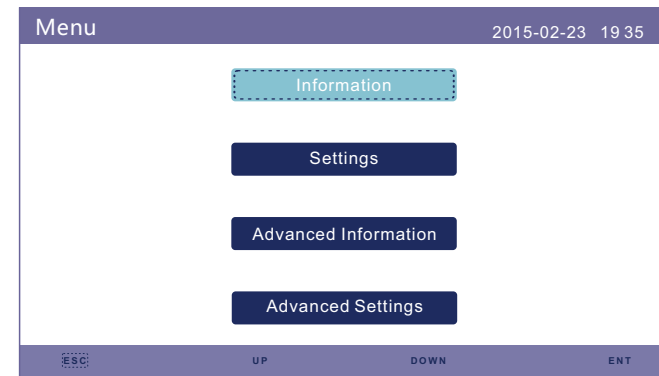 Menu 2015-02-23 19 35
Information
Settings
Advanced Information
Advanced Settings
ESC UP DOWN ENT